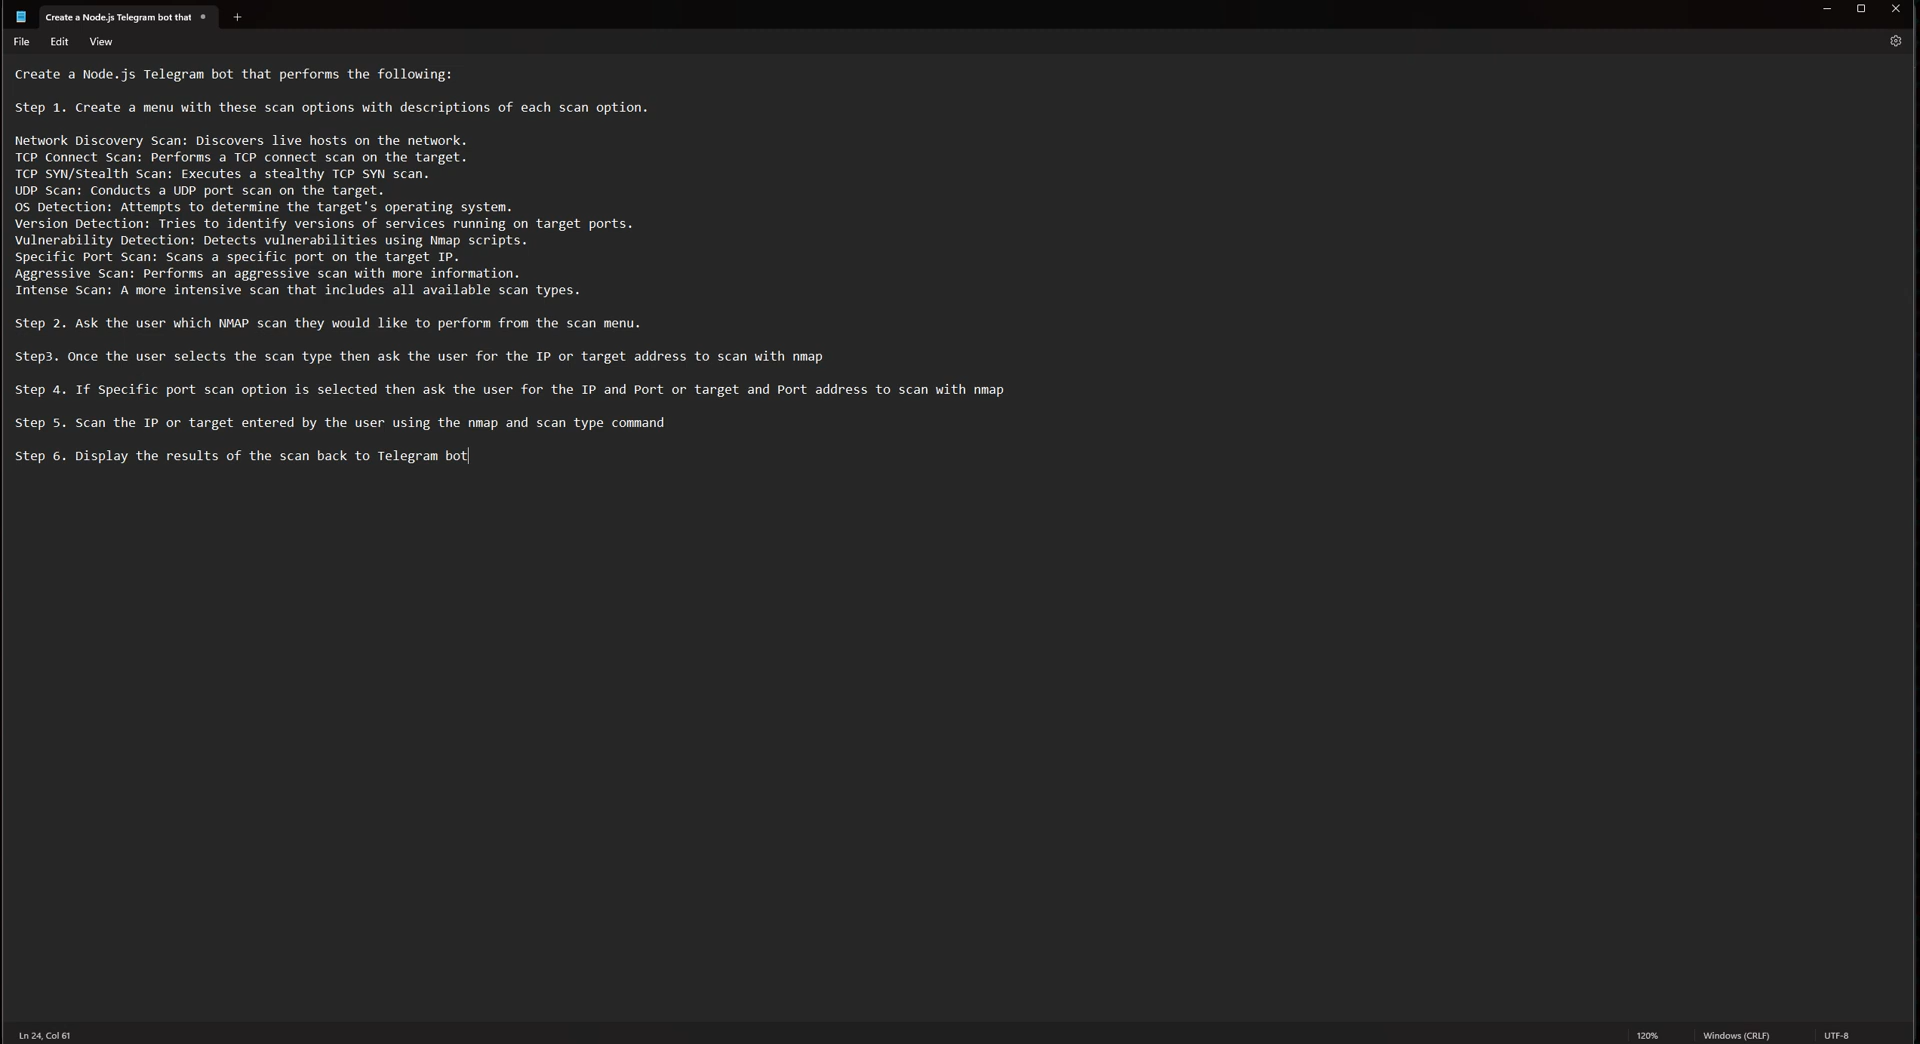 Create a Node.js Telegram bot that
File Edit View
Create a Node.js Telegram bot that performs the following:
Step 1. Create a menu with these scan options with descriptions of each scan option.
Network Discovery Scan: Discovers live hosts on the network.
TCP Connect Scan: Performs a TCP connect scan on the target.
TCP SYN/Stealth Scan: Executes a stealthy TCP SYN scan.
UDP Scan: Conducts a UDP port scan on the target.
OS Detection: Attempts to determine the target's operating system.
Version Detection: Tries to identify versions of services running on target ports.
Vulnerability Detection: Detects vulnerabilities using Nmap scripts.
Specific Port Scan: Scans a specific port on the target IP.
Aggressive Scan: Performs an aggressive scan with more information.
Intense Scan: A more intensive scan that includes all available scan types.
Step 2. Ask the user which NMAP scan they would like to perform from the scan menu.
Step3. Once the user selects the scan type then ask the user for the IP or target address to scan with nmap
Step 4. If Specific port scan option is selected then ask the user for the IP and Port or target and Port address to scan with nmap
Step 5. Scan the IP or target entered by the user using the nmap and scan type command
Step 6. Display the results of the scan back to Telegram bot
Ln 24, Col 61 120% Windows (CRLF) UTF-8